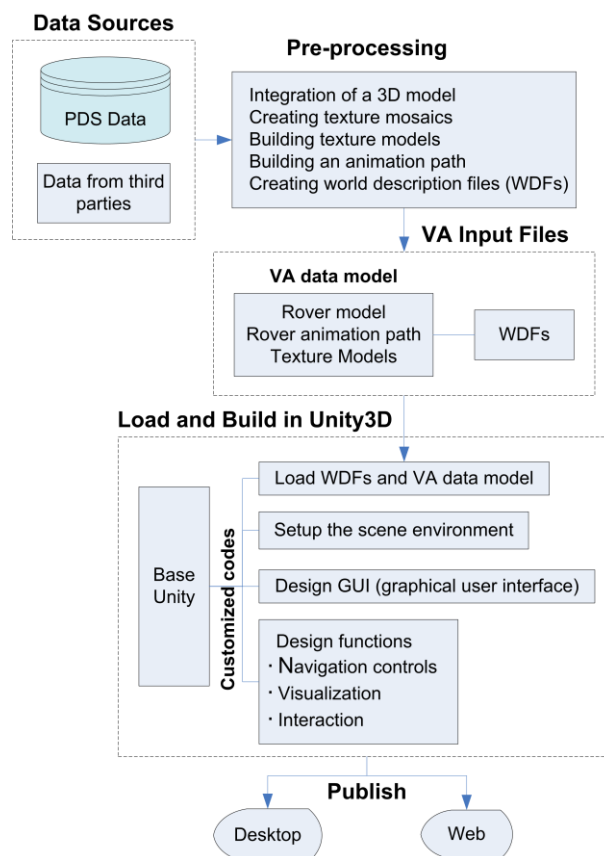 Data Sources
PDS Data
Data from third
parties
Pre-processing
Integration of a 3D model
Creating texture mosaics
Building texture models
Building an animation path
Creating world description files (WDFs)
VA Input Files
VA data model
Rover model
Rover animation path
Texture Models
WDFs
Load and Build in Unity3D
Base
Unity
Customized codes
Load WDFs and VA data model
Setup the scene environment
Design GUI (graphical user interface)
Design functions
· Navigation controls
· Visualization
· Interaction
Publish
Desktop
Web